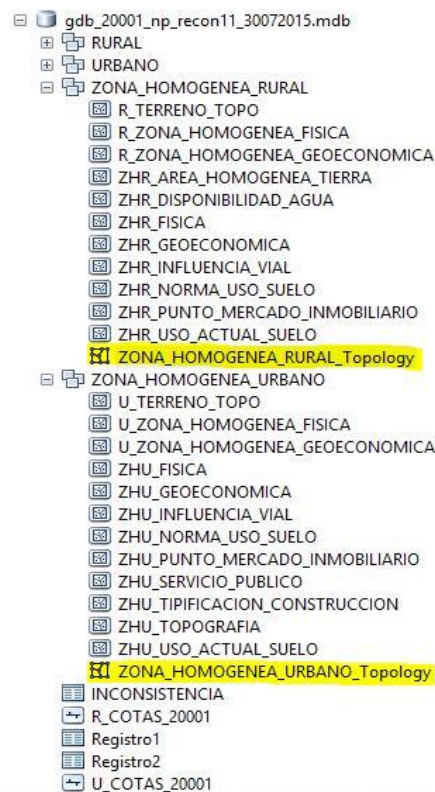 gdb_20001_np_recon11_30072015.mdb
RURAL
URBANO
ZONA_HOMOGENEA_RURAL
R_TERRENO_TOPO
R_ZONA_HOMOGENEA_FISICA
R_ZONA_HOMOGENEA_GEOECONOMICA
ZHR_AREA_HOMOGENEA_TIERRA
ZHR_DISPONIBILIDAD_AGUA
ZHR_FISICA
ZHR_GEOECONOMICA
ZHR_INFLUENCIA_VIAL
ZHR_NORMA_USO_SUELO
ZHR_PUNTO_MERCADO_INMOBILIARIO
ZHR_USO_ACTUAL_SUELO
ZONA_HOMOGENEA_RURAL_Topology
ZONA_HOMOGENEA_URBANO
U_TERRENO_TOPO
U_ZONA_HOMOGENEA_FISICA
U_ZONA_HOMOGENEA_GEOECONOMICA
ZHU_FISICA
ZHU_GEOECONOMICA
ZHU_INFLUENCIA_VIAL
ZHU_NORMA_USO_SUELO
ZHU_PUNTO_MERCADO_INMOBILIARIO
ZHU_SERVICIO_PUBLICO
ZHU_TIPIFICACION_CONSTRUCCION
ZHU_TOPOGRAFIA
ZHU_USO_ACTUAL_SUELO
ZONA_HOMOGENEA_URBANO_Topology
INCONSISTENCIA
R_COTAS_20001
Registro1
Registro2
U_COTAS_20001